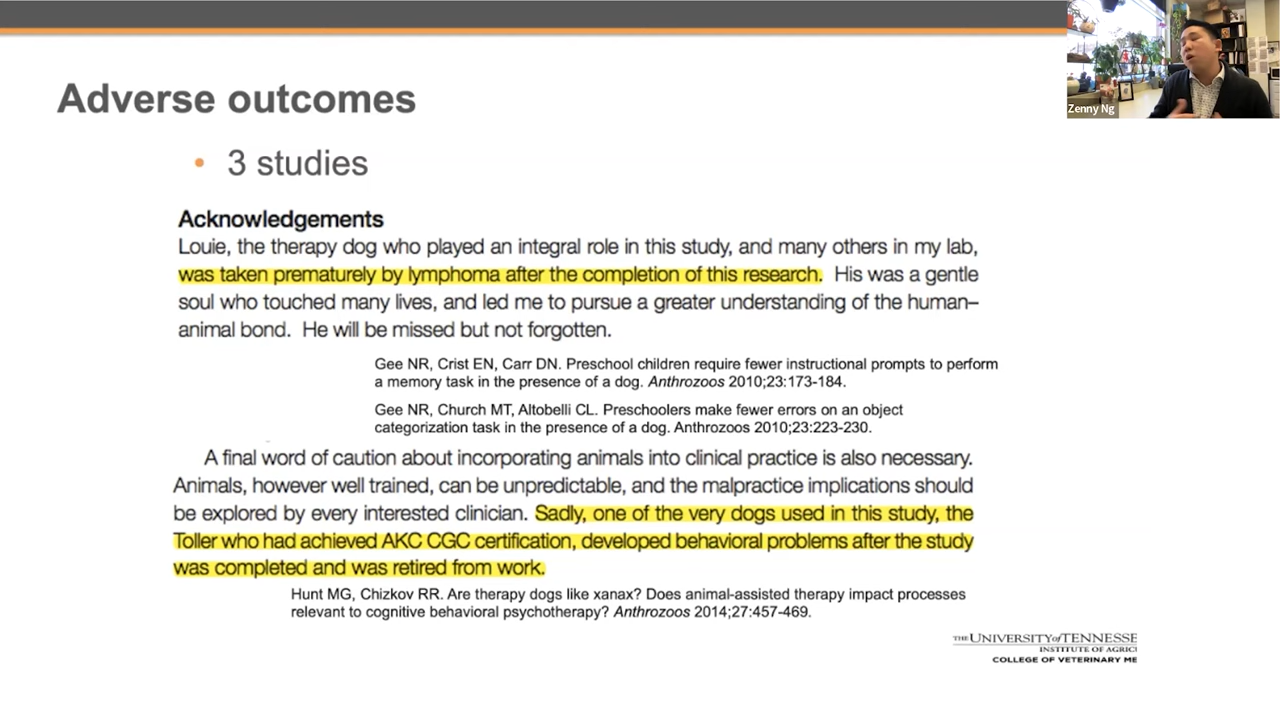 Zenny Ng
Adverse outcomes
• 3 studies
Acknowledgements
Louie, the therapy dog who played an integral role in this study, and many others in my lab,
was taken prematurely by lymphoma after the completion of this research. His was a gentle
soul who touched many lives, and led me to pursue a greater understanding of the human–
animal bond. He will be missed but not forgotten.
Gee NR, Crist EN, Carr DN. Preschool children require fewer instructional prompts to perform
a memory task in the presence of a dog. Anthrozoos 2010;23:173-184.
Gee NR, Church MT, Altobelli CL. Preschoolers make fewer errors on an object
categorization task in the presence of a dog. Anthrozoos 2010;23:223-230.
A final word of caution about incorporating animals into clinical practice is also necessary.
Animals, however well trained, can be unpredictable, and the malpractice implications should
be explored by every interested clinician. Sadly, one of the very dogs used in this study, the
Toller who had achieved AKC CGC certification, developed behavioral problems after the study
was completed and was retired from work.
Hunt MG, Chizkov RR. Are therapy dogs like xanax? Does animal-assisted therapy impact processes
relevant to cognitive behavioral psychotherapy? Anthrozoos 2014;27:457-469.
THE UNIVERSITY of TENNESSE
INSTITUTE OF AGRIC
COLLEGE OF VETERINARY ME